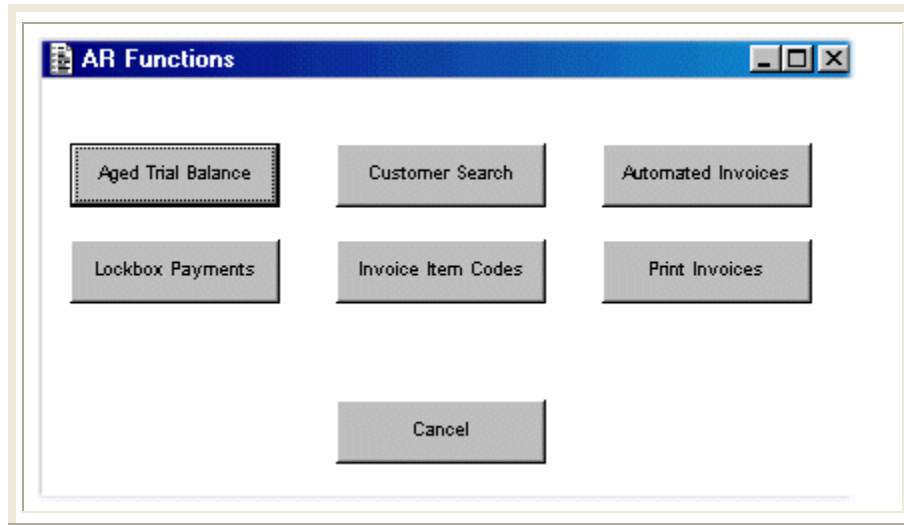 AR Functions
Aged Trial Balance
Customer Search
Automated Invoices
Lockbox Payments
Invoice Item Codes
Print Invoices
Cancel